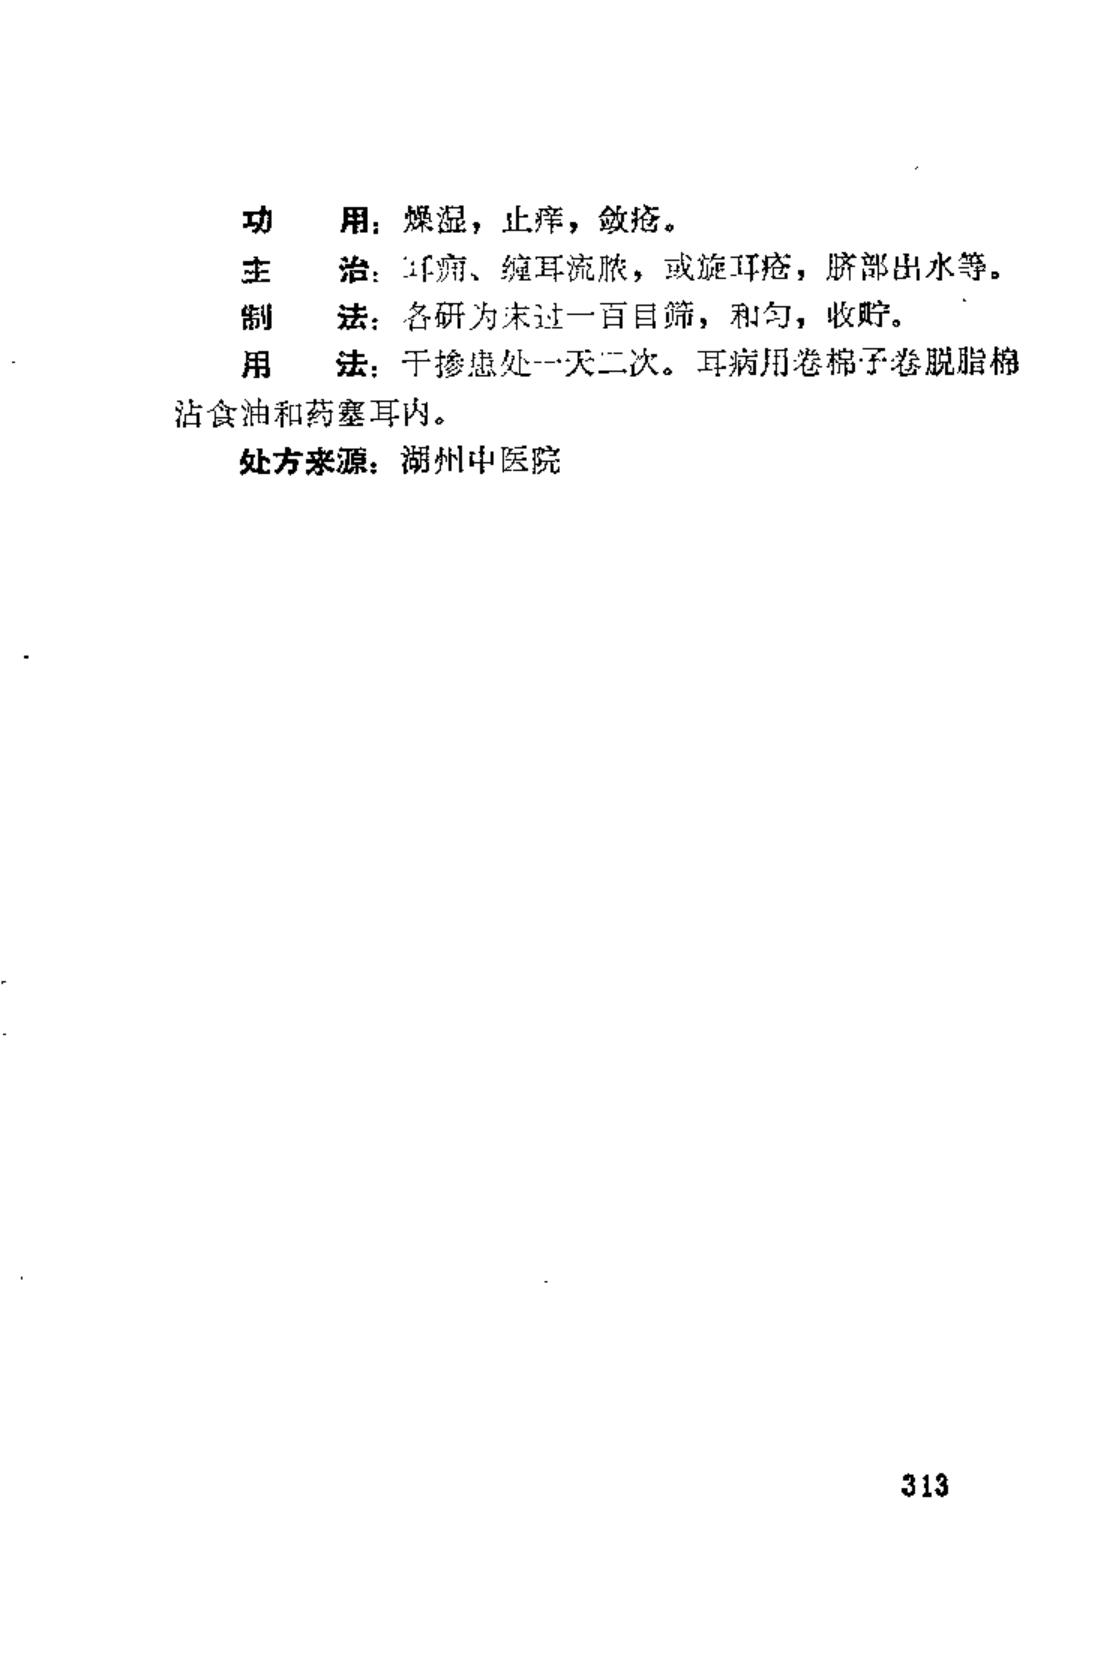 功　　用：燥湿，止痒，敛疮。
主　　治：耳痈、缠耳流脓，或旋耳疮，脐部出水等。
制　　法：各研为末过一百目筛，和匀，收贮。
用　　法：干掺患处一天二次。耳病用卷棉子卷脱脂棉
沾食油和药塞耳内。
处方来源：湖州中医院
313